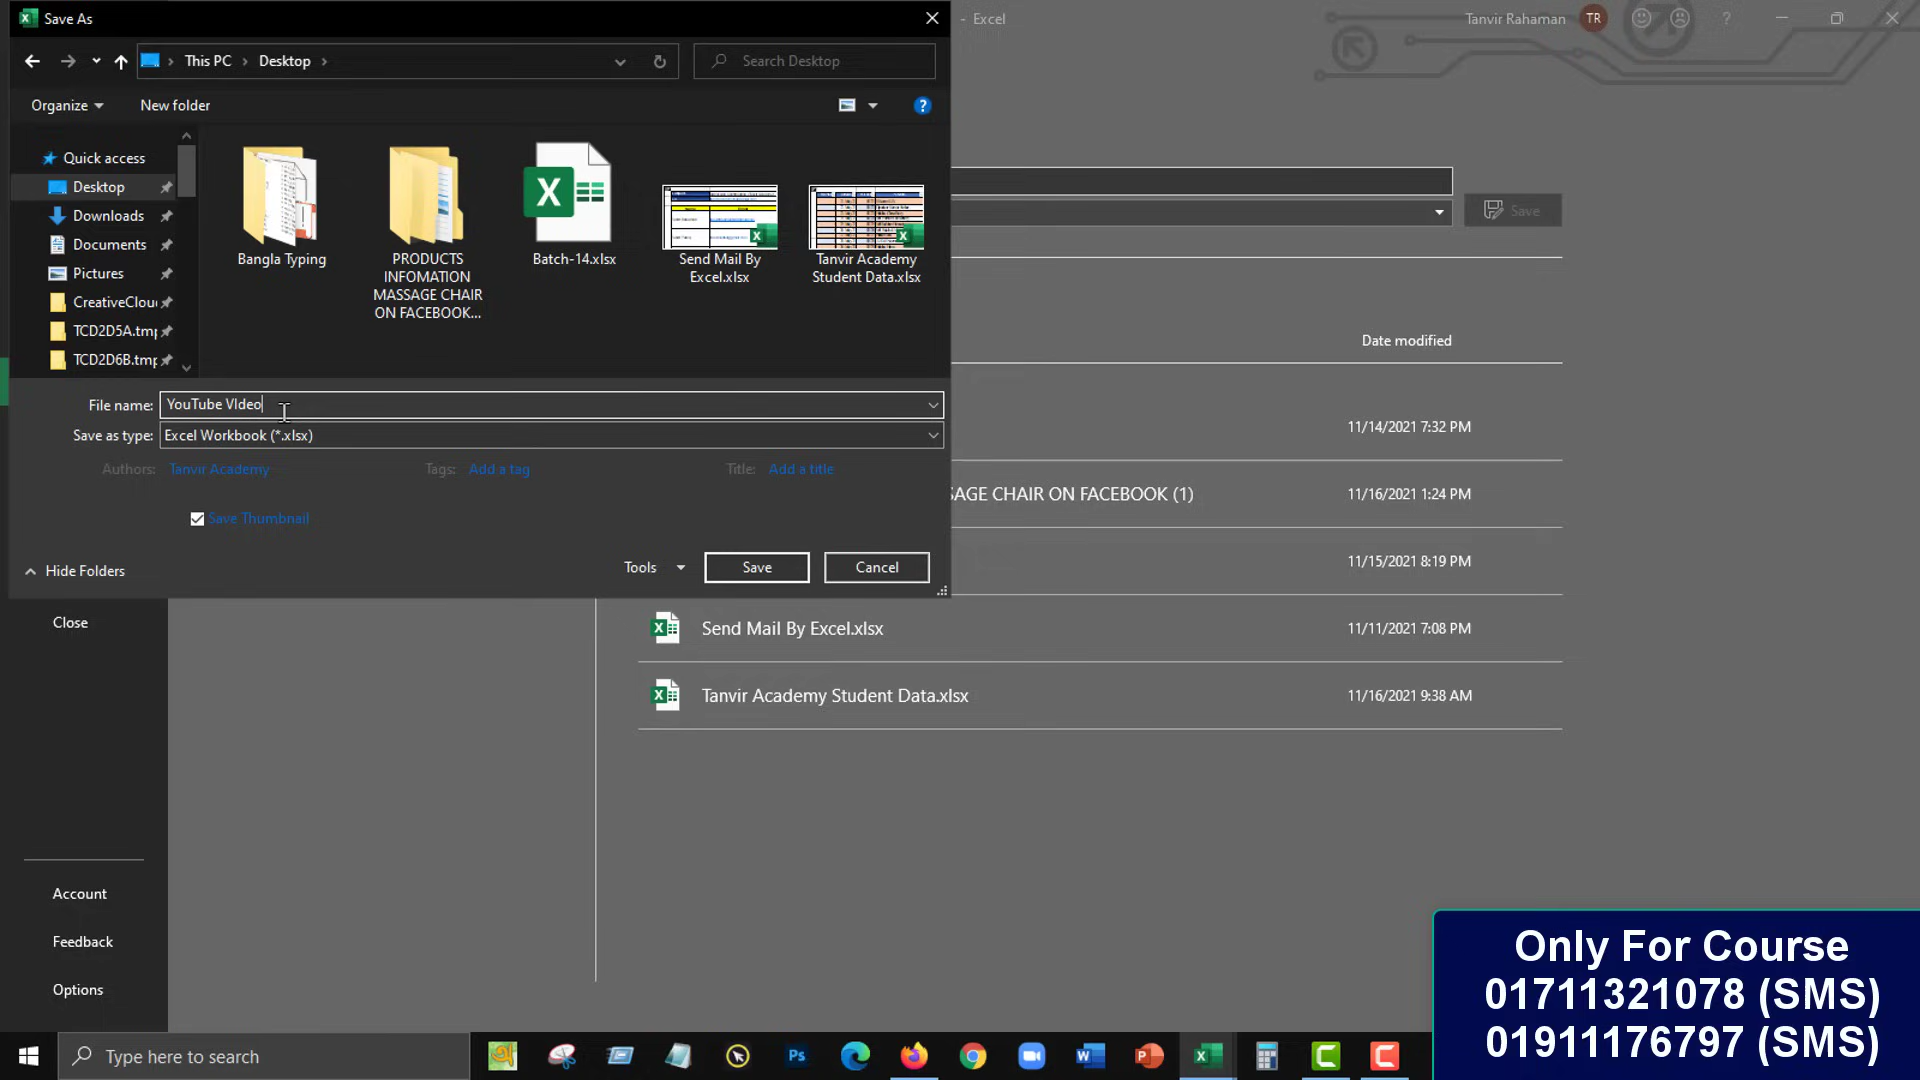 Save As
- Excel
Tanvir Rahaman
TR
?
This PC
Desktop
Search Desktop
Organize
New folder
?
Quick access
Desktop
Downloads
Documents
Pictures
CreativeClou
TCD2D5A.tmp
TCD2D6B.tmp
Bangla Typing
PRODUCTS
INFOMATION
MASSAGE CHAIR
ON FACEBOOK...
Batch-14.xlsx
Send Mail By
Excel.xlsx
Tanvir Academy
Student Data.xlsx
Save
Date modified
File name:
YouTube VIdeo
Save as type:
Excel Workbook (*.xlsx)
Authors:
Tanvir Academy
Tags:
Add a tag
Title:
Add a title
Save Thumbnail
Hide Folders
Tools
Save
Cancel
11/14/2021 7:32 PM
SAGE CHAIR ON FACEBOOK (1)
11/16/2021 1:24 PM
11/15/2021 8:19 PM
Send Mail By Excel.xlsx
11/11/2021 7:08 PM
Tanvir Academy Student Data.xlsx
11/16/2021 9:38 AM
Close
Account
Feedback
Options
Only For Course
01711321078 (SMS)
01911176797 (SMS)
Type here to search
Ps